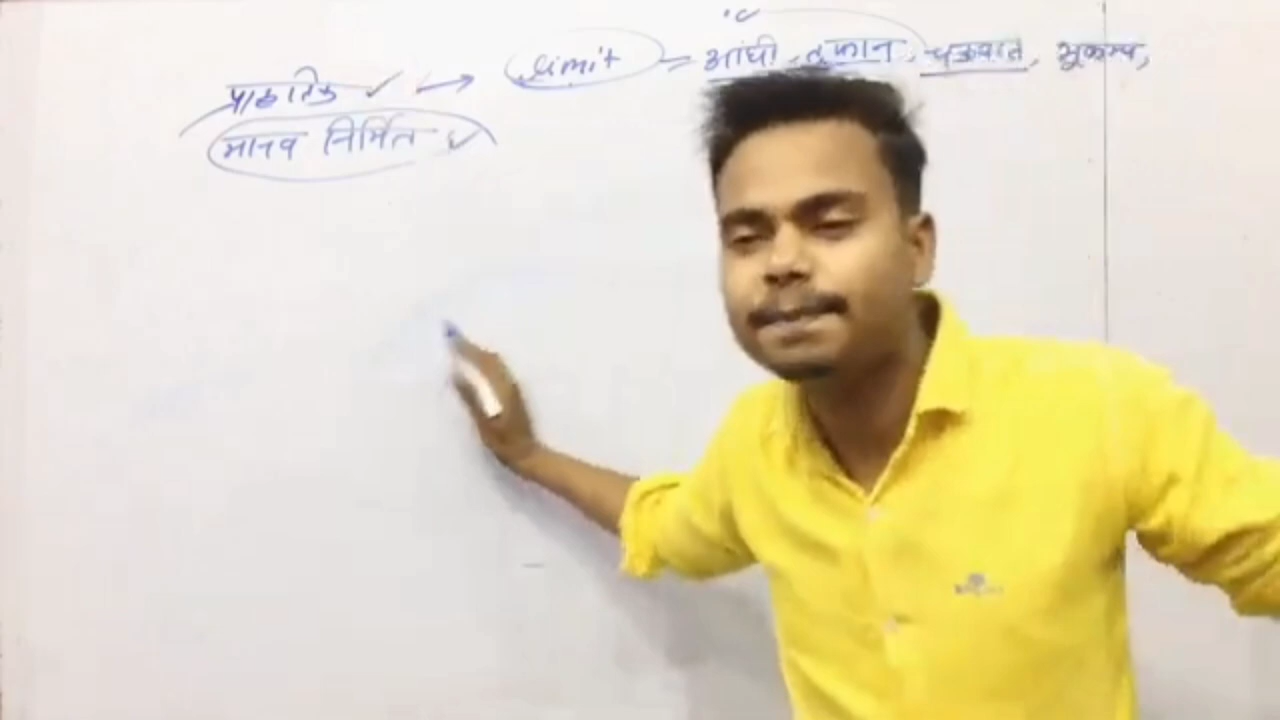 प्राकृतिक ✓ → limit = आंधी, तूफान, चक्रवात, भूकम्प,
मानव निर्मित ✓